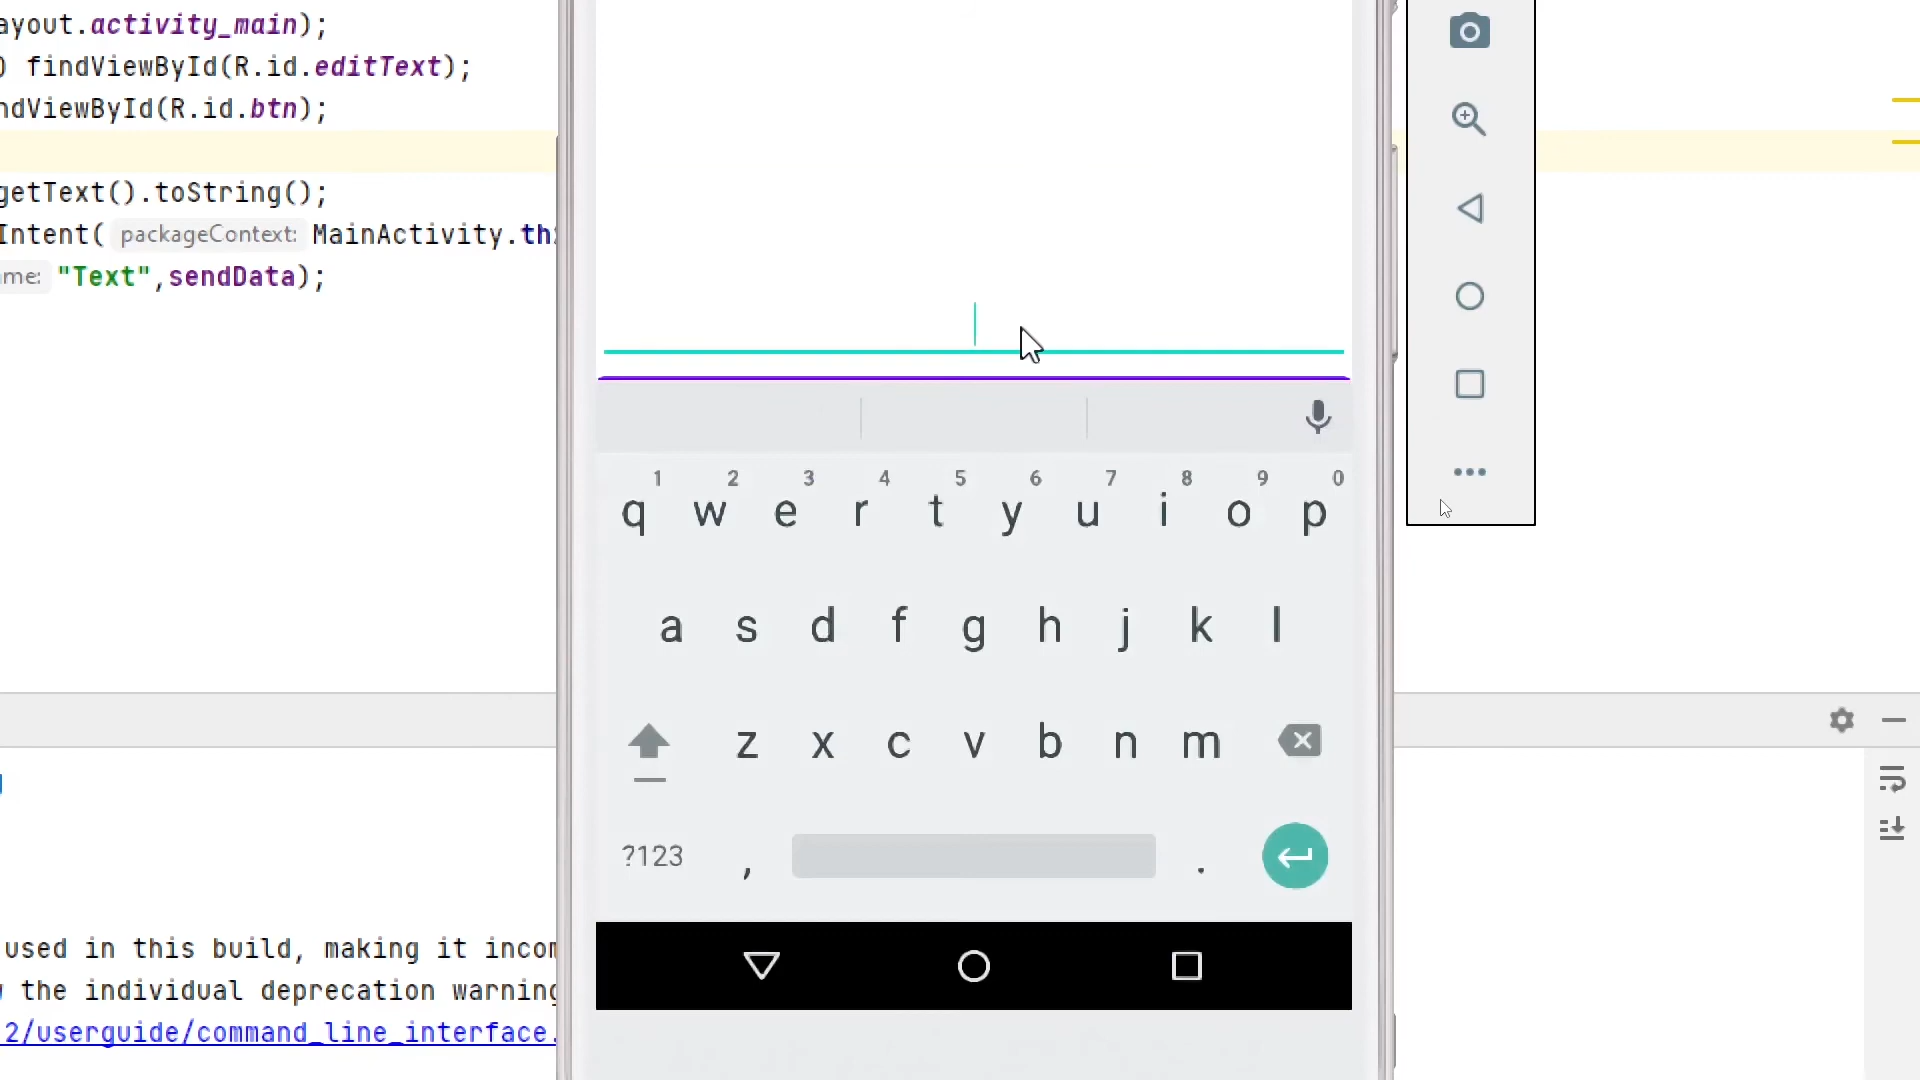 ayout.activity_main);
) findViewById(R.id.editText);
ndViewById(R.id.btn);
getText().toString();
Intent( packageContext: MainActivity.th
me: "Text",sendData);
1 2 3 4 5 6 7 8 9 0
q w e r t y u i o p
a s d f g h j k l
z x c v b n m
?123 , .
used in this build, making it incom
the individual deprecation warning
2/userguide/command_line_interface.